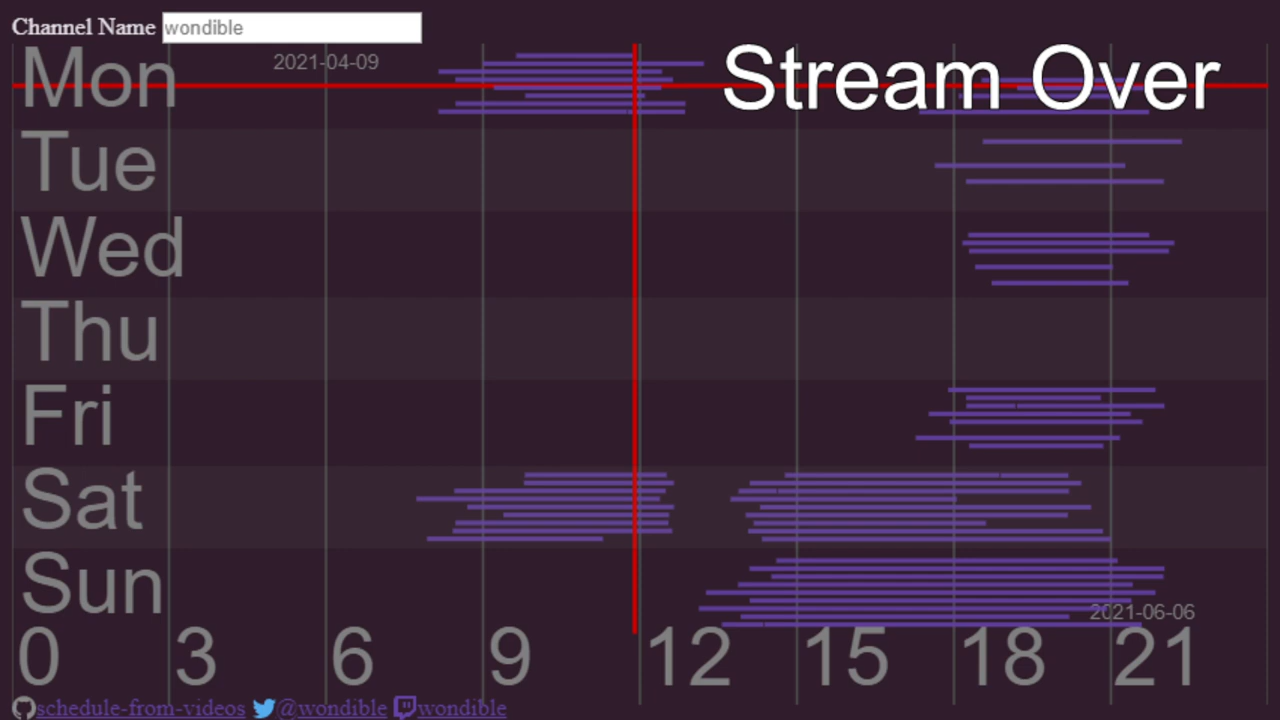 Channel Name wondible
Mon 2021-04-09 Stream Over
Tue
Wed
Thu
Fri
Sat
Sun 2021-06-06
0 3 6 9 12 15 18 21
schedule-from-videos @wondible wondible